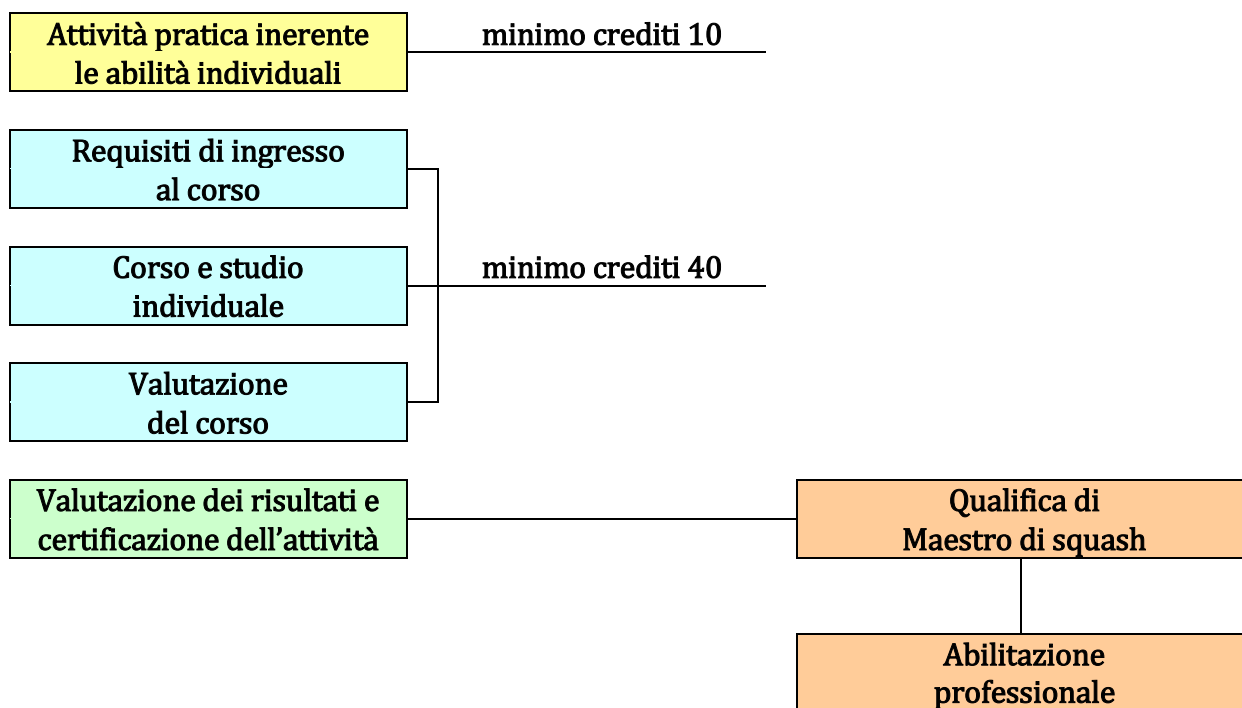 Attività pratica inerente
le abilità individuali
minimo crediti 10
Requisiti di ingresso
al corso
Corso e studio
individuale
minimo crediti 40
Valutazione
del corso
Valutazione dei risultati e
certificazione dell’attività
Qualifica di
Maestro di squash
Abilitazione
professionale